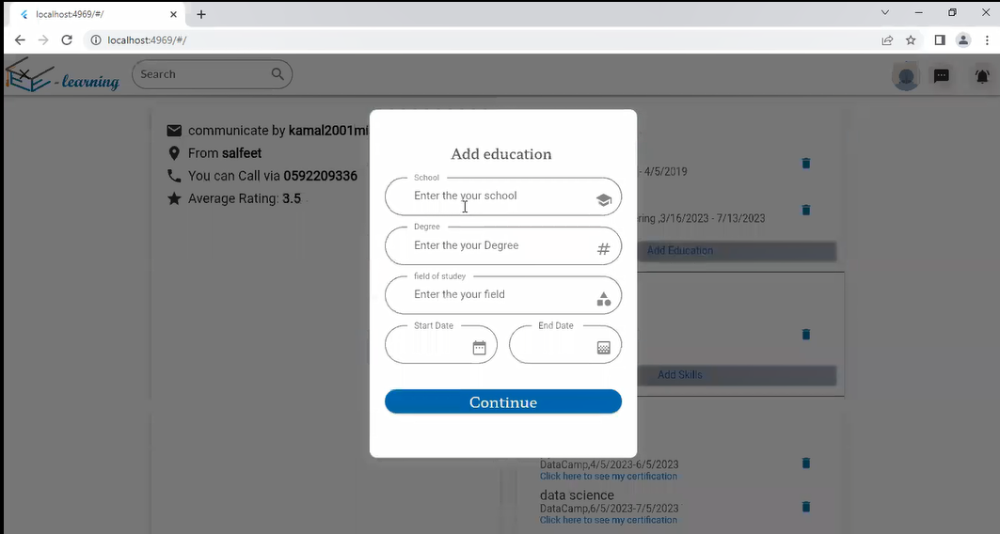 localhost:4969/#/
localhost:4969/#/
-learning
Search
communicate by kamal2001mi
From salfeet
You can Call via 0592209336
Average Rating: 3.5
Add education
School
Enter the your school
Degree
Enter the your Degree
field of studey
Enter the your field
Start Date
End Date
Continue
- 4/5/2019
ring ,3/16/2023 - 7/13/2023
Add Education
Add Skills
DataCamp,4/5/2023-6/5/2023
Click here to see my certification
data science
DataCamp,6/5/2023-7/5/2023
Click here to see my certification